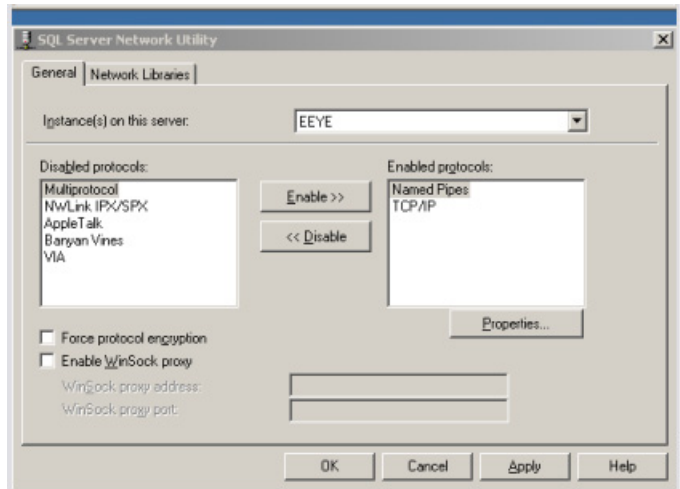 SQL Server Network Utility
General
Network Libraries
Instance(s) on this server:
EEYE
Disabled protocols:
Multiprotocol
NWLink IPX/SPX
AppleTalk
Banyan Vines
VIA
Enable >>
<< Disable
Enabled protocols:
Named Pipes
TCP/IP
Properties...
Force protocol encryption
Enable WinSock proxy
WinSock proxy address:
WinSock proxy port:
OK
Cancel
Apply
Help